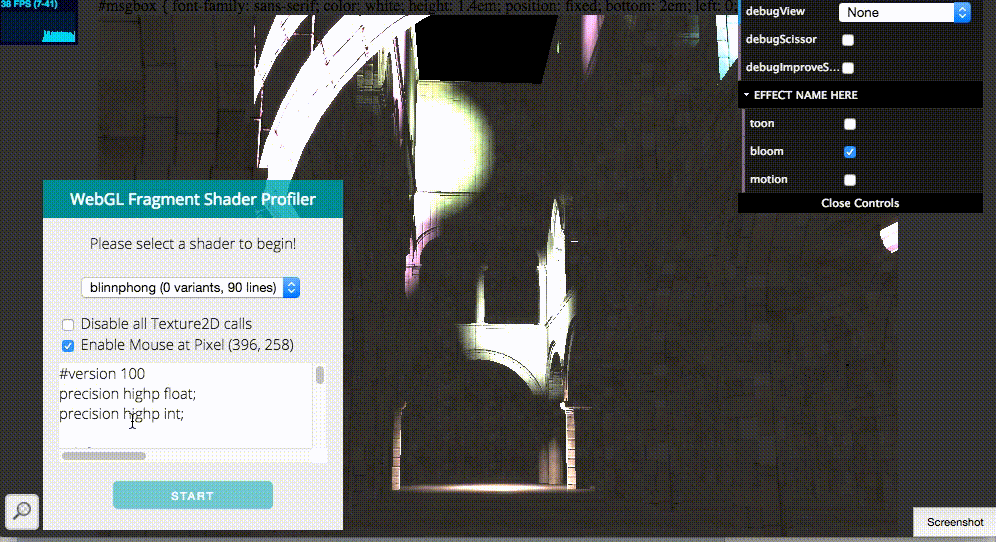 36 FPS (7-41)
#msgbox { font-family: sans-serif; color: white; height: 1.4em; position: fixed; bottom: 2em; left: 0.
debugView
None
debugScissor
debugImproveS...
EFFECT NAME HERE
toon
bloom
motion
Close Controls
WebGL Fragment Shader Profiler
Please select a shader to begin!
blinnphong (0 variants, 90 lines)
Disable all Texture2D calls
Enable Mouse at Pixel (396, 258)
#version 100
precision highp float;
precision highp int;
START
Screenshot